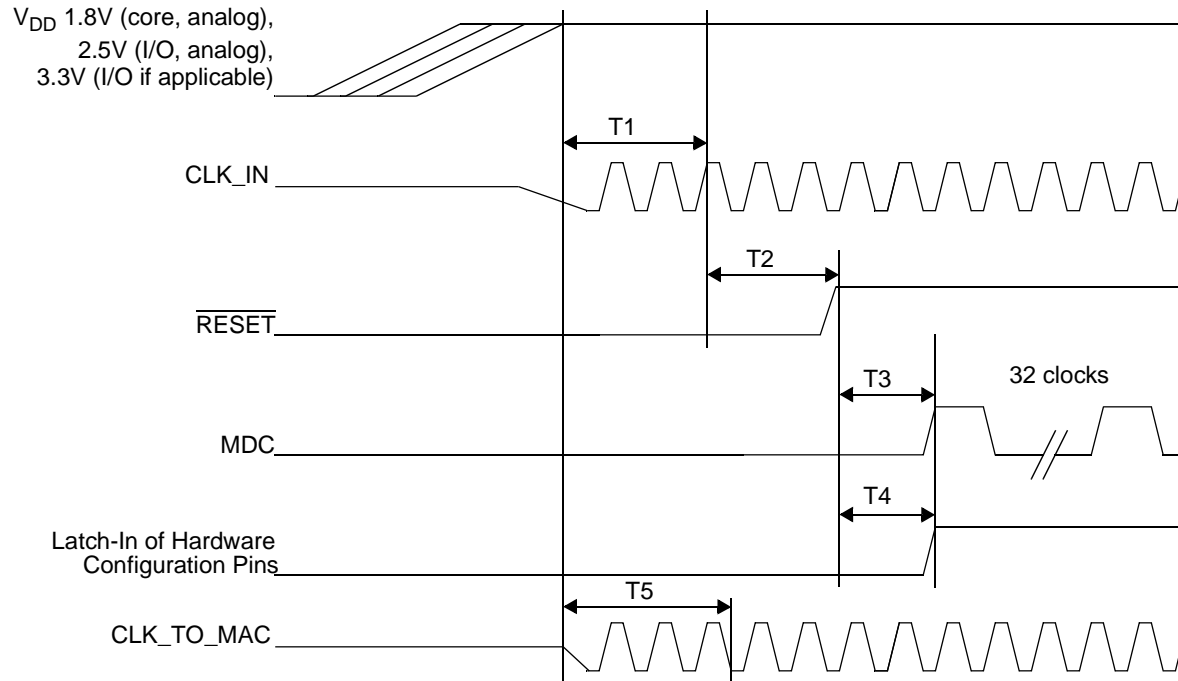 VDD 1.8V (core, analog),
2.5V (I/O, analog),
3.3V (I/O if applicable)
T1
CLK_IN
T2
RESET
T3
32 clocks
MDC
T4
Latch-In of Hardware
Configuration Pins
T5
CLK_TO_MAC